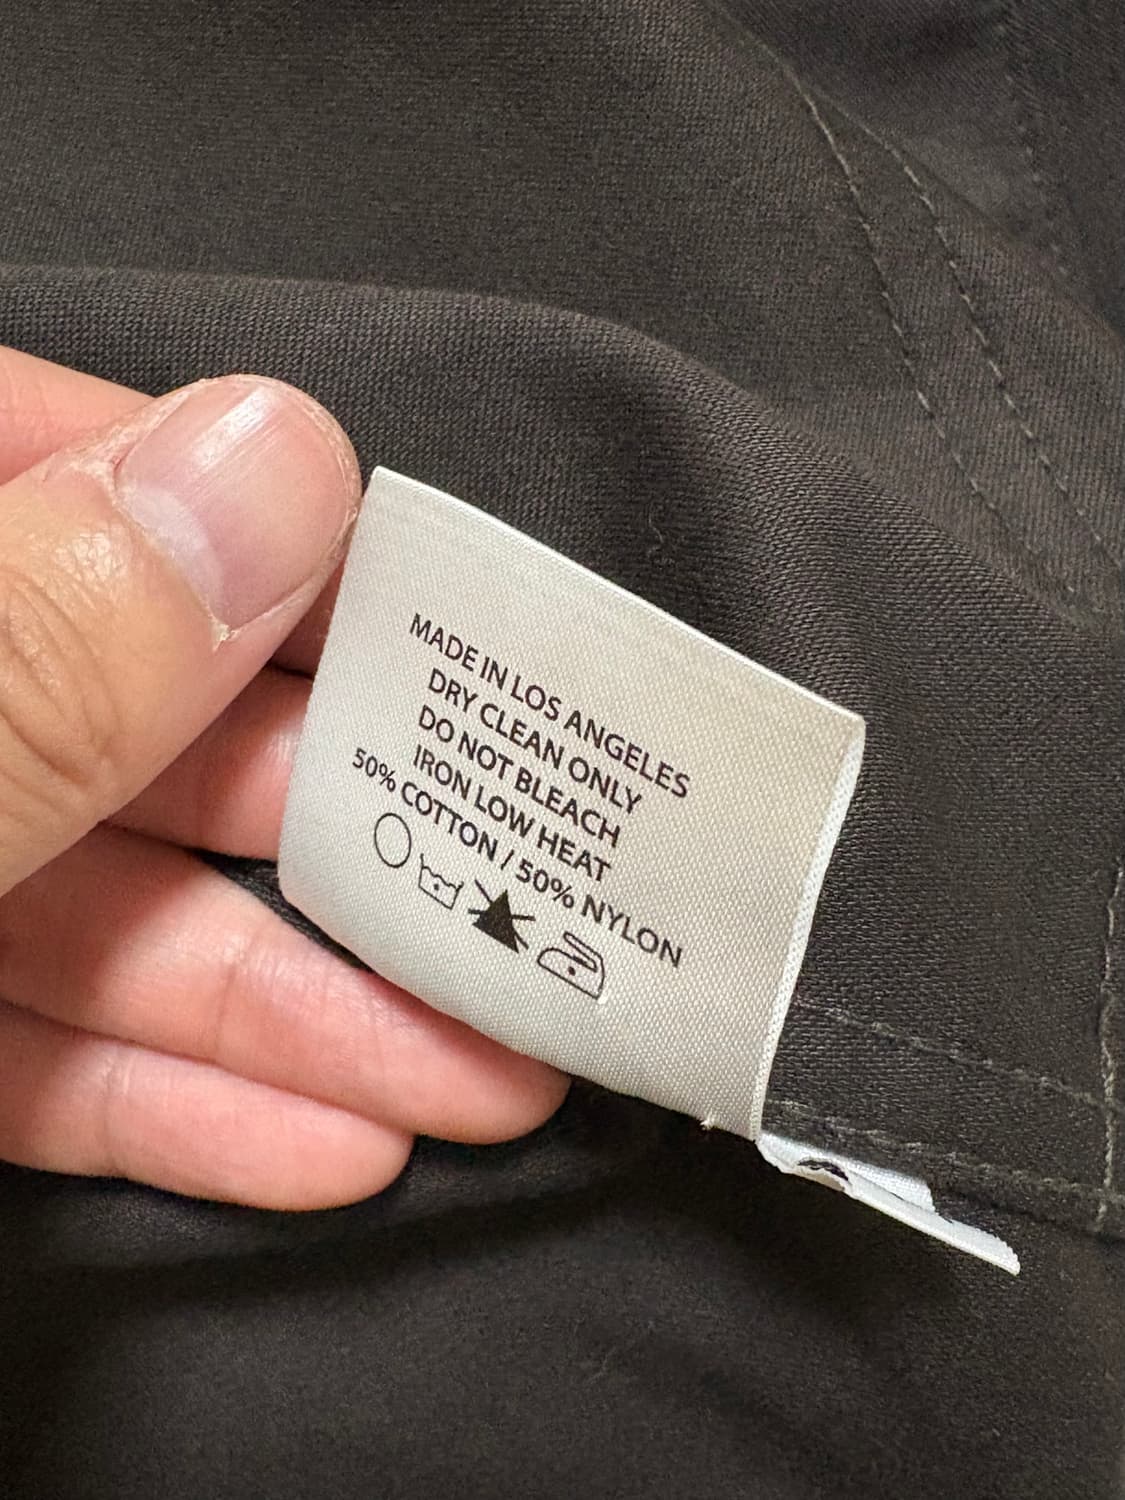 MADE IN LOS ANGELES
DRY CLEAN ONLY
DO NOT BLEACH
IRON LOW HEAT
50% COTTON / 50% NYLON